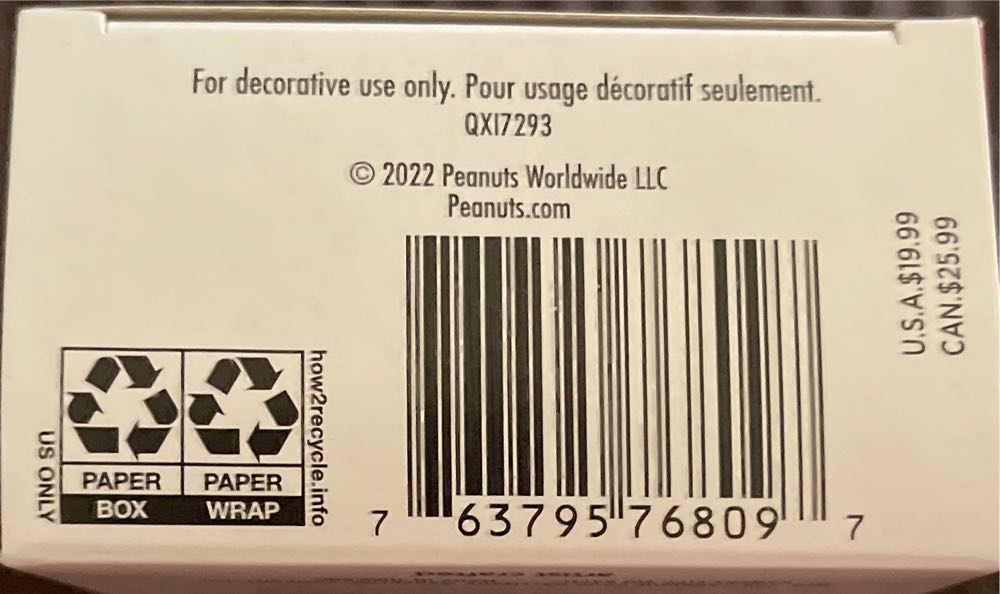 For decorative use only. Pour usage décoratif seulement.
QXI7293
© 2022 Peanuts Worldwide LLC
Peanuts.com
U.S.A.$19.99
CAN.$25.99
US ONLY
PAPER PAPER
BOX WRAP
how2recycle.info
7 63795 76809 7